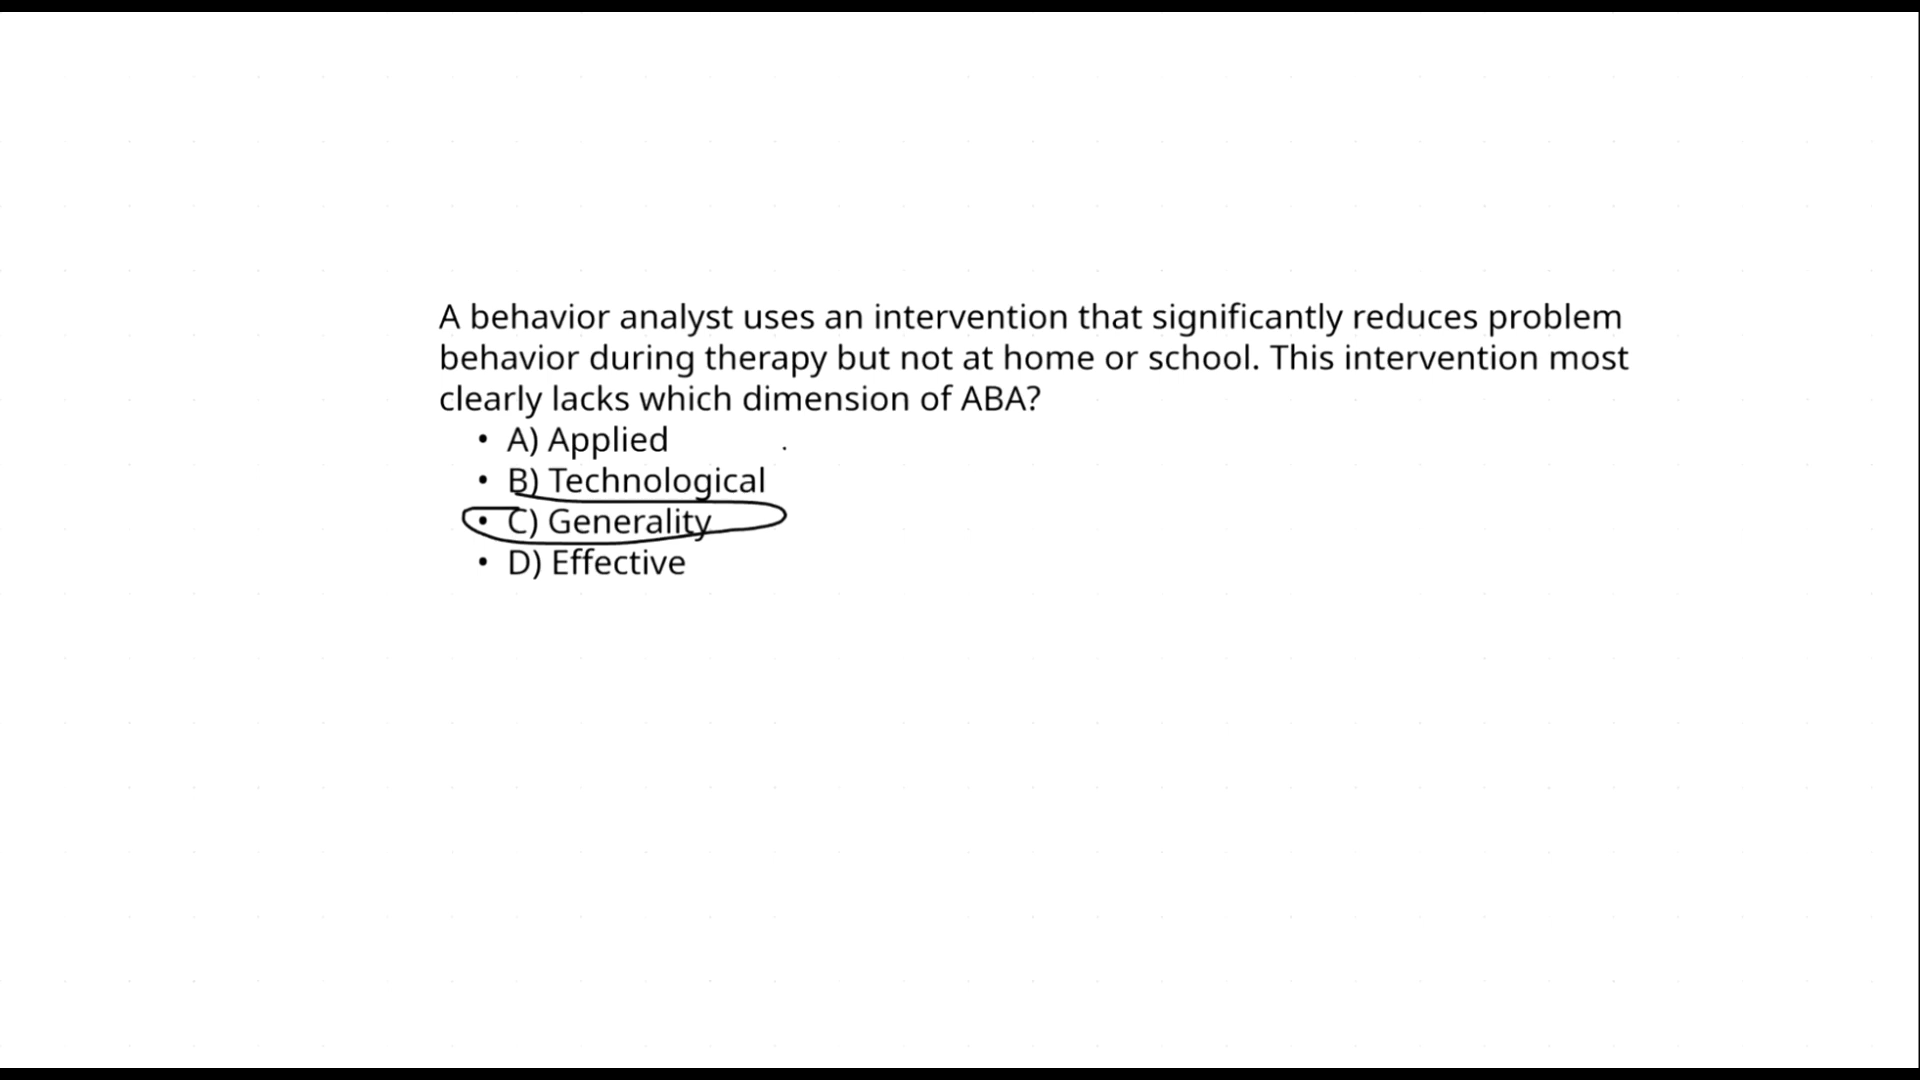 A behavior analyst uses an intervention that significantly reduces problem
behavior during therapy but not at home or school. This intervention most
clearly lacks which dimension of ABA?
• A) Applied
• B) Technological
• C) Generality
• D) Effective